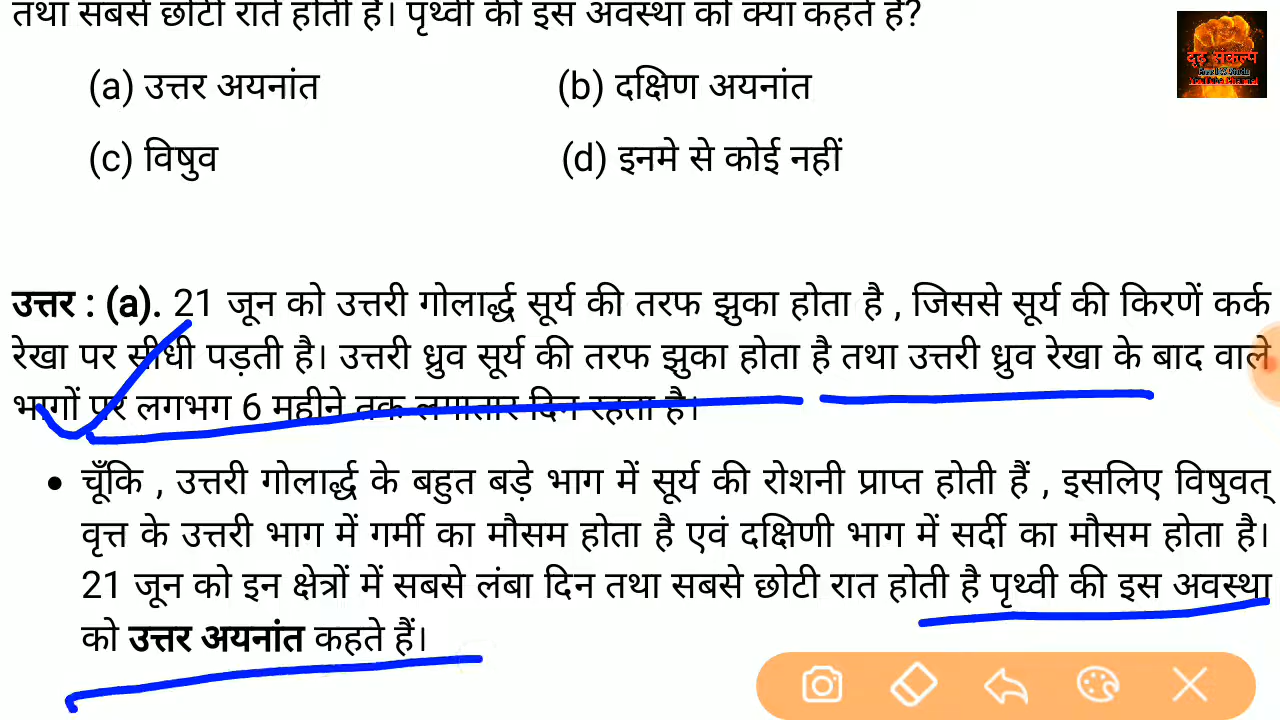 तथा सबसे छोटी रात होती है। पृथ्वी की इस अवस्था को क्या कहते है?
(a) उत्तर अयनांत (b) दक्षिण अयनांत
(c) विषुव (d) इनमे से कोई नहीं
दृढ़ संकल्प
उत्तर : (a). 21 जून को उत्तरी गोलार्द्ध सूर्य की तरफ झुका होता है , जिससे सूर्य की किरणें कर्क
रेखा पर सीधी पड़ती है। उत्तरी ध्रुव सूर्य की तरफ झुका होता है तथा उत्तरी ध्रुव रेखा के बाद वाले
भागों पर लगभग 6 महीने तक लगातार दिन रहता है।
• चूँकि , उत्तरी गोलार्द्ध के बहुत बड़े भाग में सूर्य की रोशनी प्राप्त होती हैं , इसलिए विषुवत्
वृत्त के उत्तरी भाग में गर्मी का मौसम होता है एवं दक्षिणी भाग में सर्दी का मौसम होता है।
21 जून को इन क्षेत्रों में सबसे लंबा दिन तथा सबसे छोटी रात होती है पृथ्वी की इस अवस्था
को उत्तर अयनांत कहते हैं।